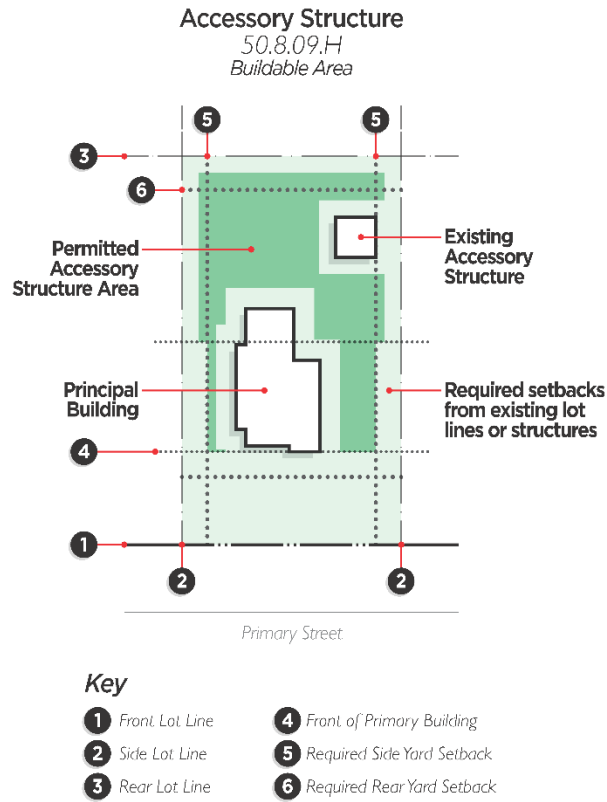 Accessory Structure
50.8.09.H
Buildable Area
5
5
3
6
Permitted
Accessory
Structure Area
Existing
Accessory
Structure
Principal
Building
Required setbacks
from existing lot
lines or structures
4
1
2
2
Primary Street
Key
1 Front Lot Line
2 Side Lot Line
3 Rear Lot Line
4 Front of Primary Building
5 Required Side Yard Setback
6 Required Rear Yard Setback